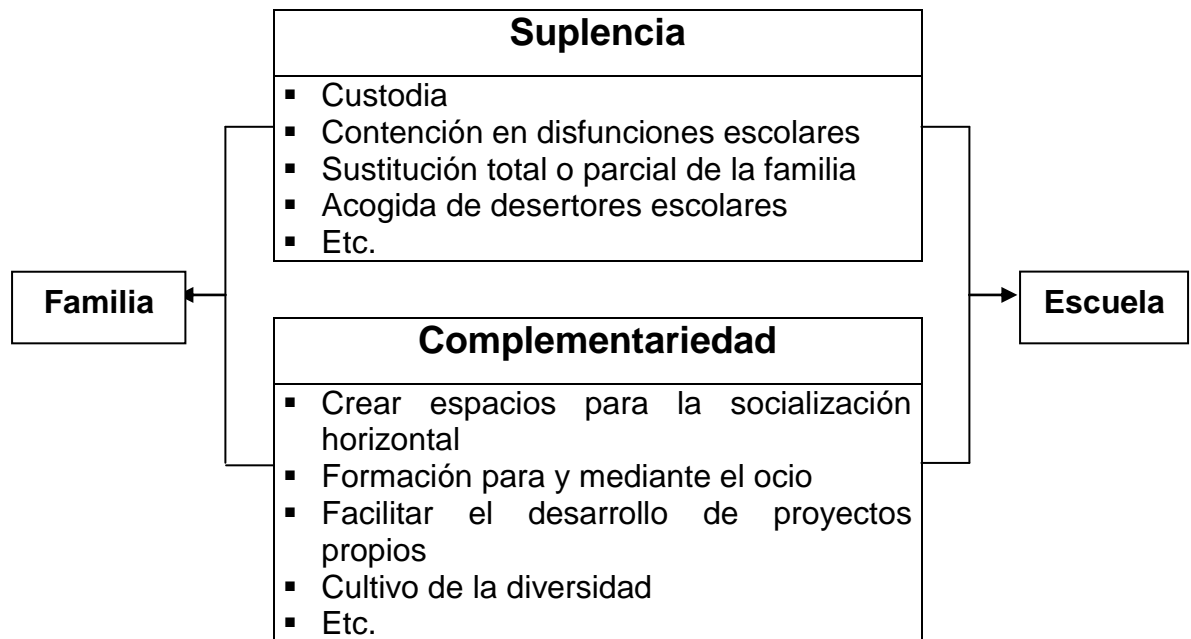 Suplencia
▪ Custodia
▪ Contención en disfunciones escolares
▪ Sustitución total o parcial de la familia
▪ Acogida de desertores escolares
▪ Etc.
Familia
Escuela
Complementariedad
▪ Crear espacios para la socialización
horizontal
▪ Formación para y mediante el ocio
▪ Facilitar el desarrollo de proyectos
propios
▪ Cultivo de la diversidad
▪ Etc.